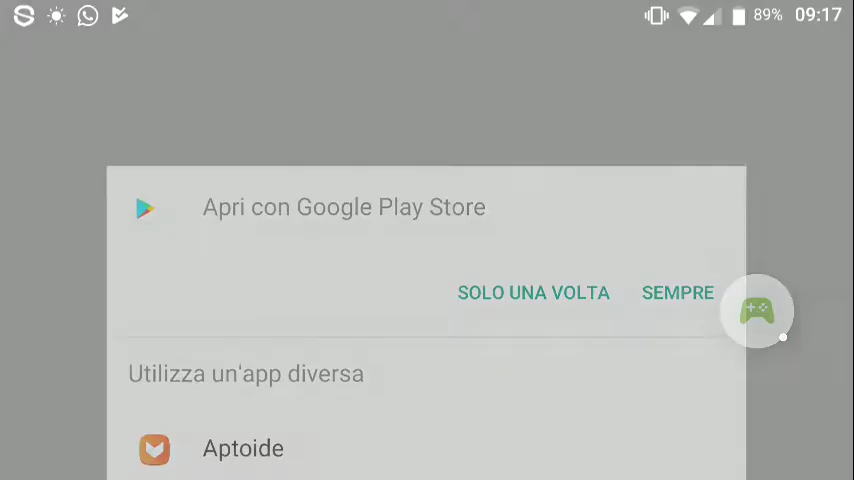 89% 09:17
Apri con Google Play Store
SOLO UNA VOLTA SEMPRE
Utilizza un'app diversa
Aptoide